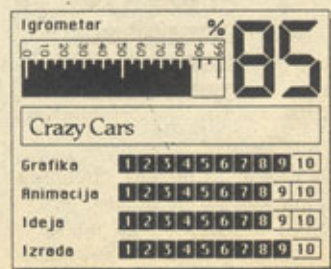 Igrometar %
0 10 20 30 40 50 60 70 80 90 99
85
Crazy Cars
Grafika 1 2 3 4 5 6 7 8 9 10
Animacija 1 2 3 4 5 6 7 8 9 10
Ideja 1 2 3 4 5 6 7 8 9 10
Izrada 1 2 3 4 5 6 7 8 9 10